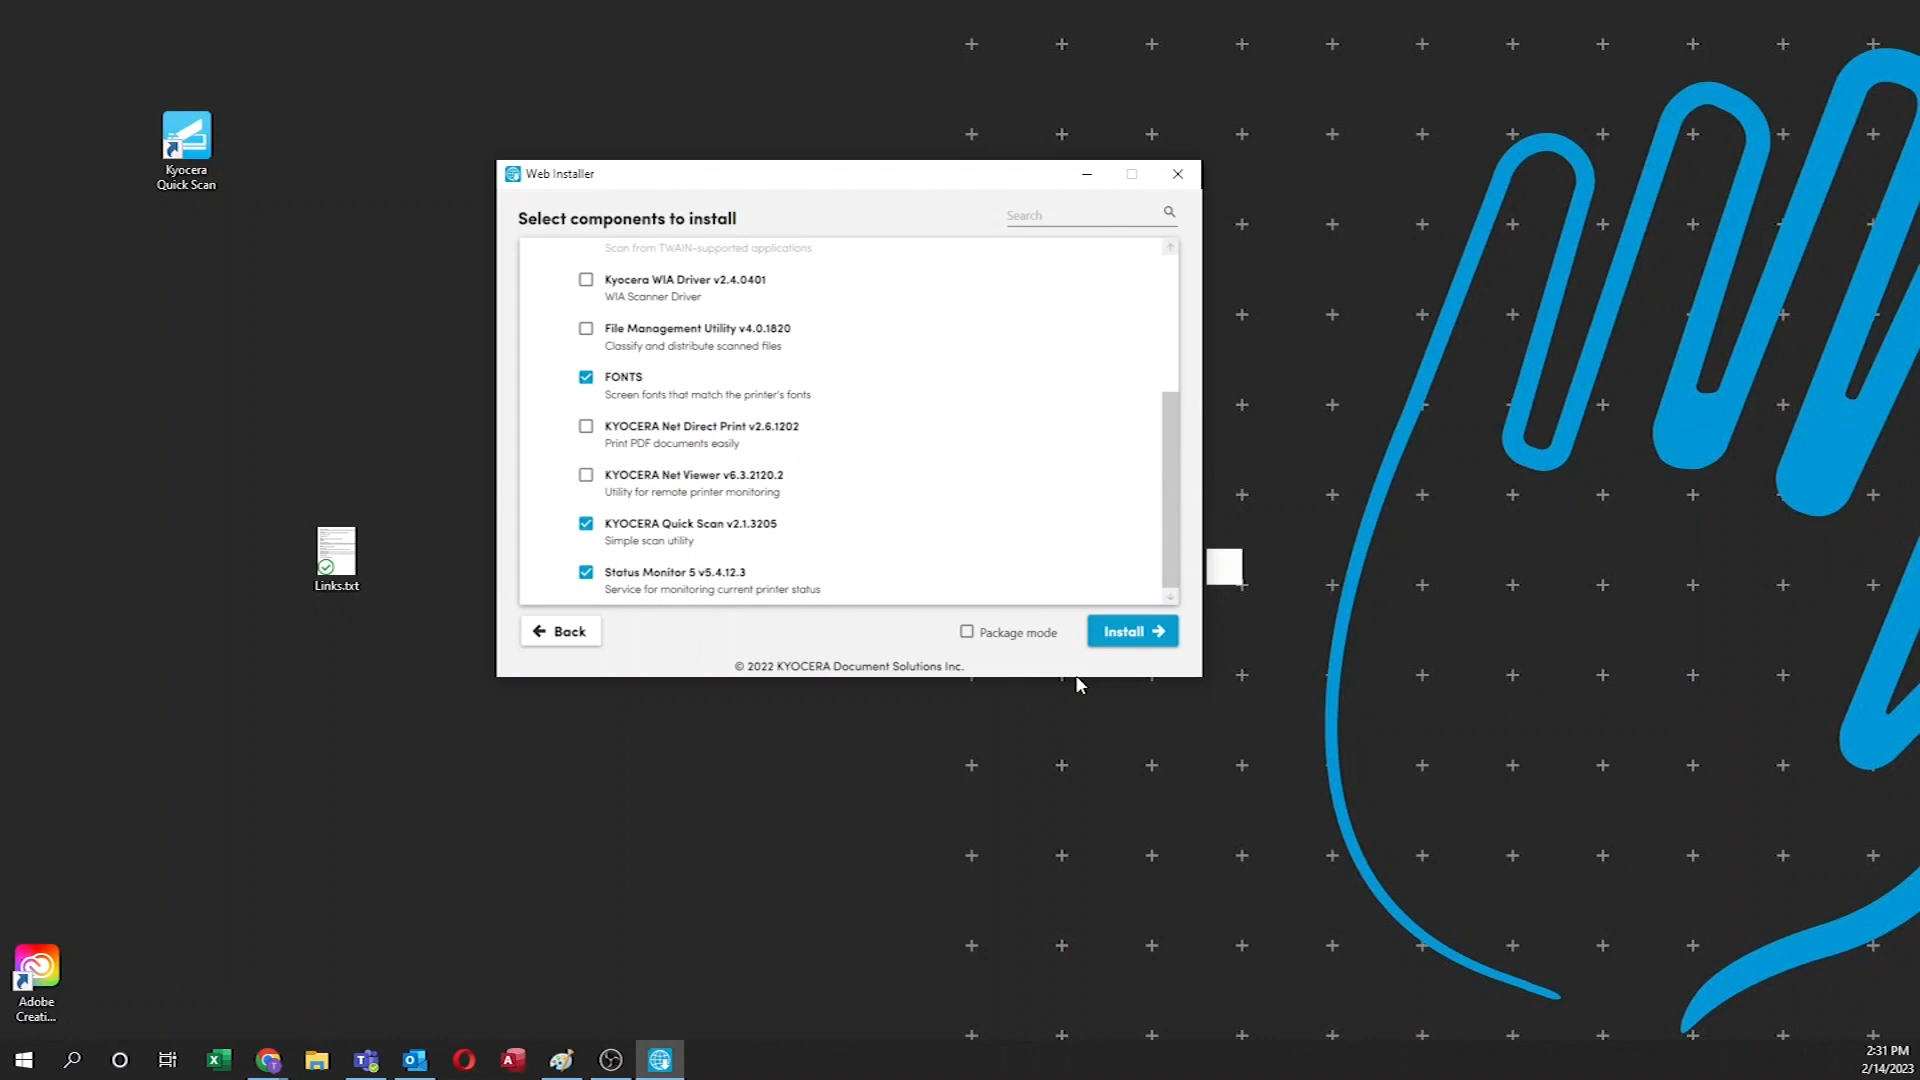 Kyocera
Quick Scan
Web Installer
Select components to install
Search
Scan from TWAIN-supported applications
Kyocera WIA Driver v2.4.0401
WIA Scanner Driver
File Management Utility v4.0.1820
Classify and distribute scanned files
FONTS
Screen fonts that match the printer's fonts
KYOCERA Net Direct Print v2.6.1202
Print PDF documents easily
KYOCERA Net Viewer v6.3.2120.2
Utility for remote printer monitoring
KYOCERA Quick Scan v2.1.3205
Simple scan utility
Status Monitor 5 v5.4.12.3
Service for monitoring current printer status
Back
Package mode
Install
© 2022 KYOCERA Document Solutions Inc.
Links.txt
Adobe
Creati...
2:31 PM
2/14/2023